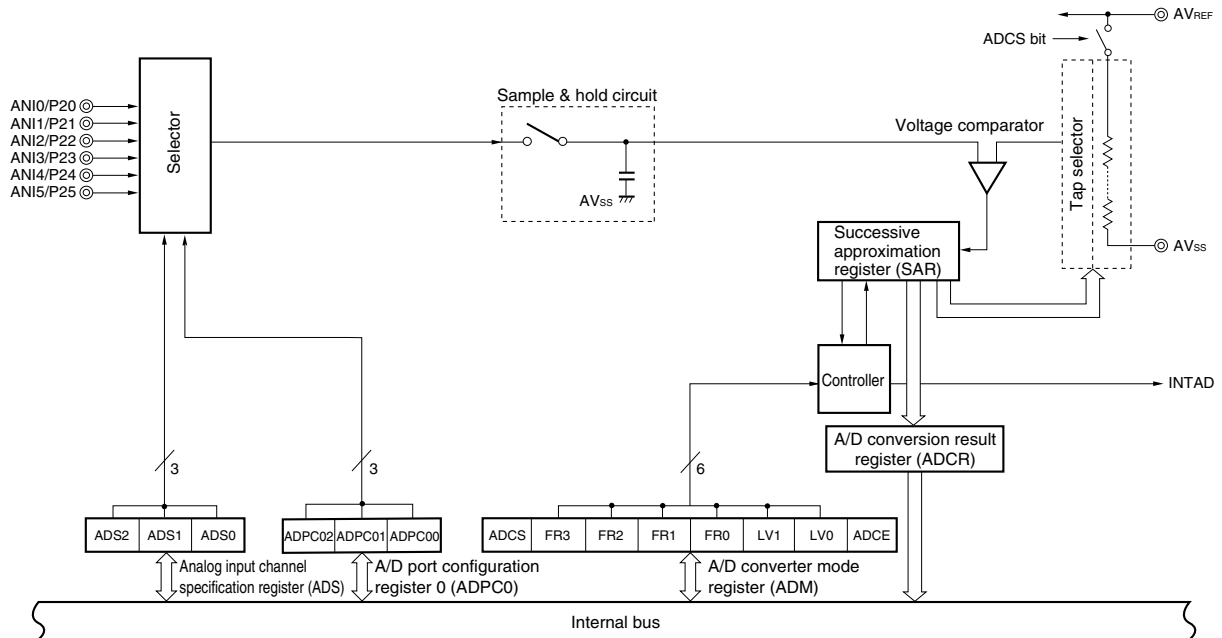 AVREF
ADCS bit
Sample & hold circuit
ANI0/P20
ANI1/P21
ANI2/P22
ANI3/P23
ANI4/P24
ANI5/P25
Selector
Voltage comparator
Tap selector
AVSS
AVSS
Successive
approximation
register (SAR)
Controller
INTAD
A/D conversion result
register (ADCR)
3
3
6
ADS2 ADS1 ADS0
ADPC02 ADPC01 ADPC00
ADCS FR3 FR2 FR1 FR0 LV1 LV0 ADCE
Analog input channel
specification register (ADS)
A/D port configuration
register 0 (ADPC0)
A/D converter mode
register (ADM)
Internal bus